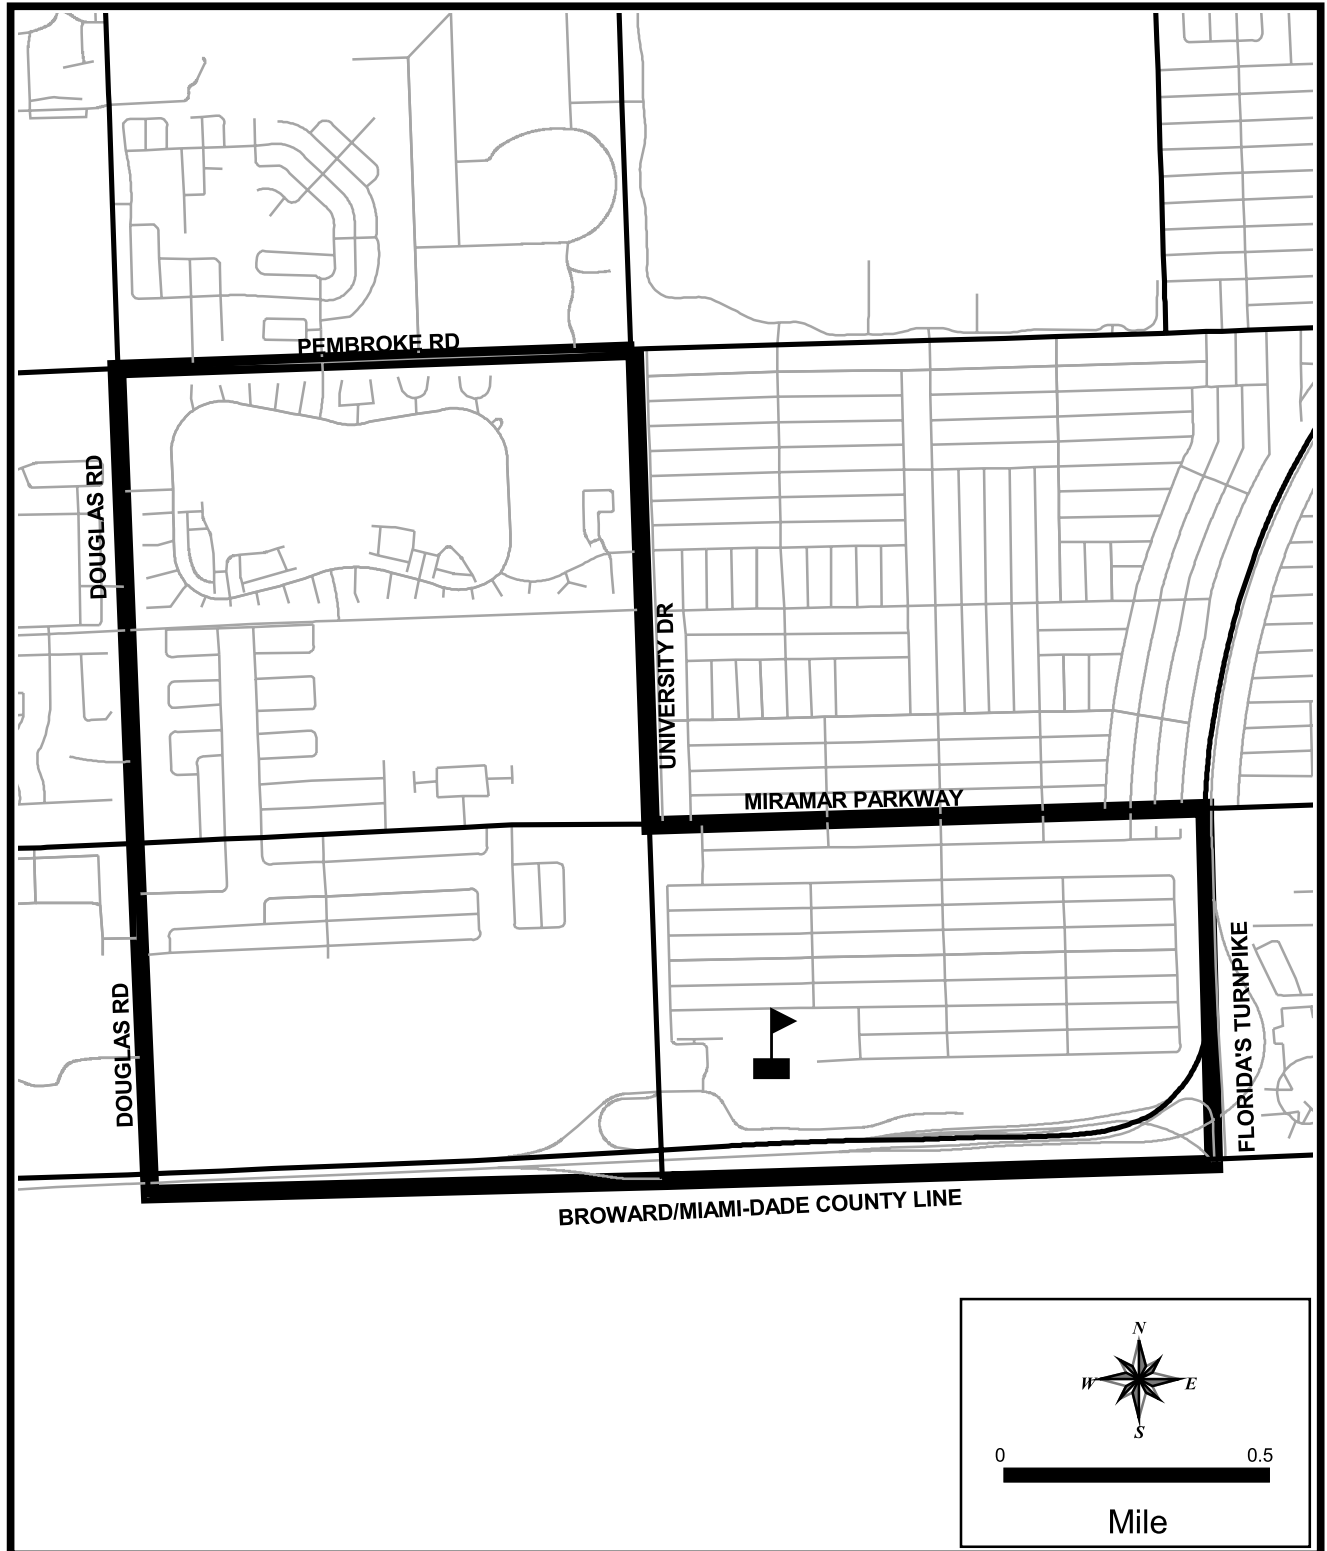 PEMBROKE RD
DOUGLAS RD
UNIVERSITY DR
MIRAMAR PARKWAY
DOUGLAS RD
FLORIDA'S TURNPIKE
BROWARD/MIAMI-DADE COUNTY LINE
N
W E
S
0 0.5
Mile